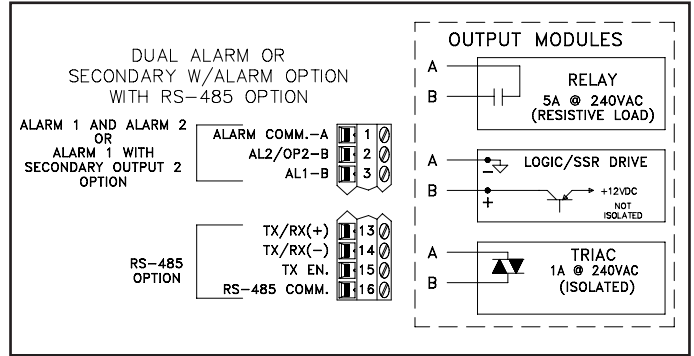 DUAL ALARM OR
SECONDARY W/ALARM OPTION
WITH RS-485 OPTION
ALARM 1 AND ALARM 2
OR
ALARM 1 WITH
SECONDARY OUTPUT 2
OPTION
ALARM COMM.-A 1
AL2/OP2-B 2
AL1-B 3
RS-485
OPTION
TX/RX(+) 13
TX/RX(-) 14
TX EN. 15
RS-485 COMM. 16
OUTPUT MODULES
A
B
RELAY
5A @ 240VAC
(RESISTIVE LOAD)
A
B
-
+
LOGIC/SSR DRIVE
+12VDC
NOT
ISOLATED
A
B
TRIAC
1A @ 240VAC
(ISOLATED)